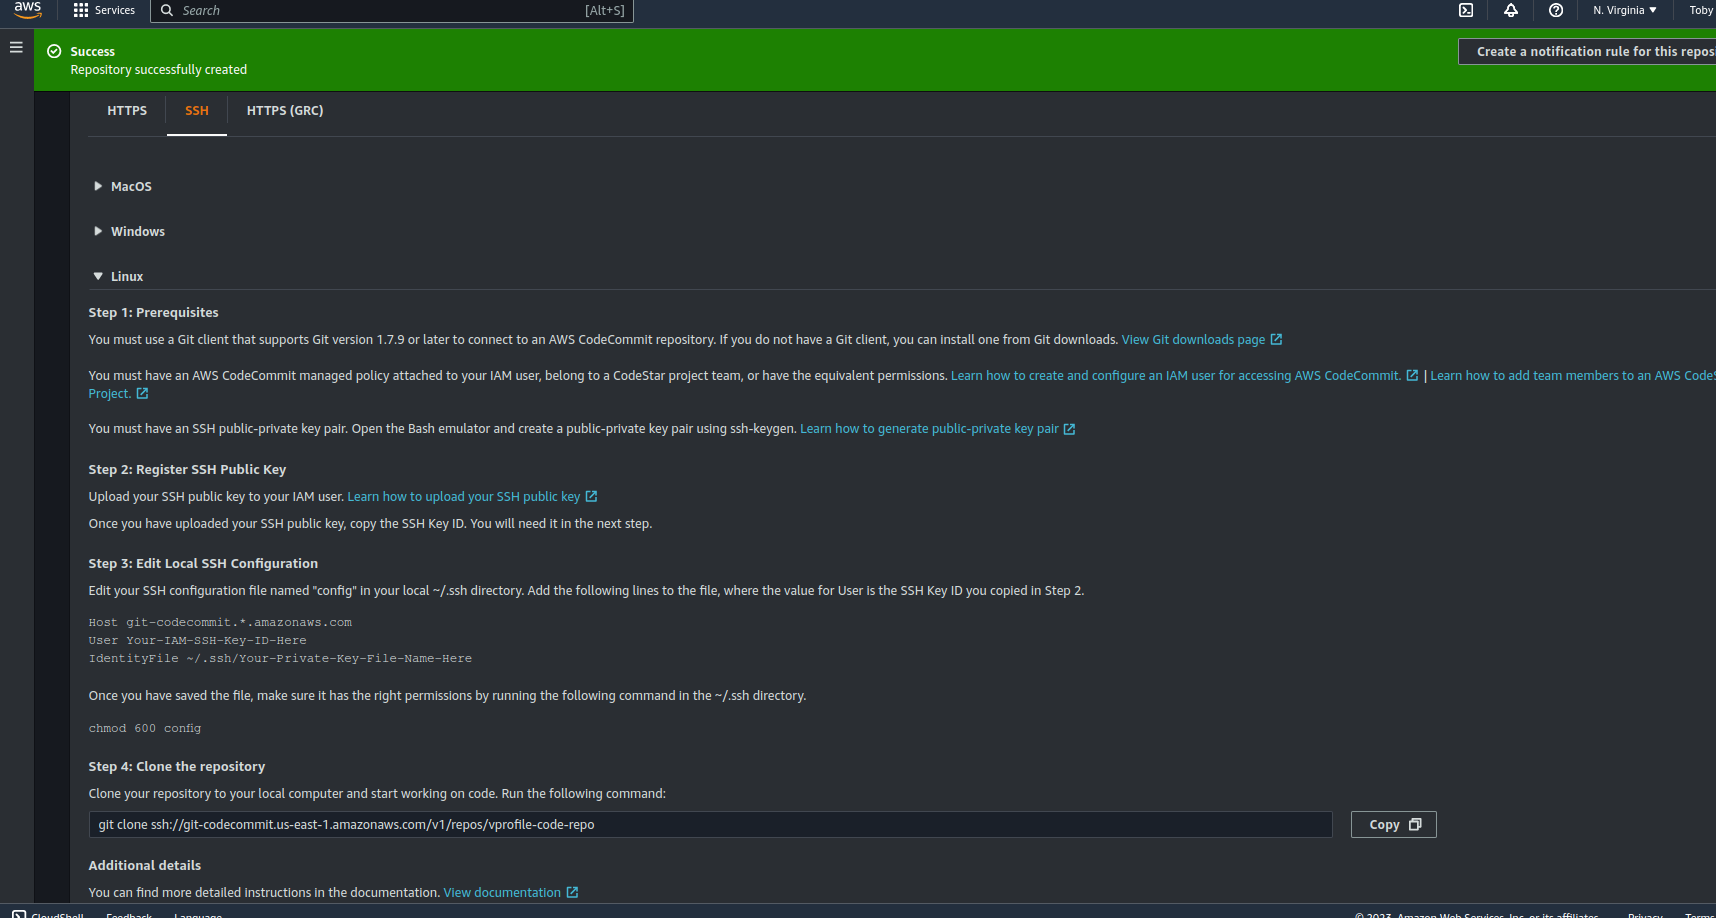 aws
Services
Search
[Alt+S]
N. Virginia
Toby
Success
Repository successfully created
Create a notification rule for this repos
HTTPS
SSH
HTTPS (GRC)
MacOS
Windows
Linux
Step 1: Prerequisites
You must use a Git client that supports Git version 1.7.9 or later to connect to an AWS CodeCommit repository. If you do not have a Git client, you can install one from Git downloads. View Git downloads page
You must have an AWS CodeCommit managed policy attached to your IAM user, belong to a CodeStar project team, or have the equivalent permissions. Learn how to create and configure an IAM user for accessing AWS CodeCommit. | Learn how to add team members to an AWS CodeS
Project.
You must have an SSH public-private key pair. Open the Bash emulator and create a public-private key pair using ssh-keygen. Learn how to generate public-private key pair
Step 2: Register SSH Public Key
Upload your SSH public key to your IAM user. Learn how to upload your SSH public key
Once you have uploaded your SSH public key, copy the SSH Key ID. You will need it in the next step.
Step 3: Edit Local SSH Configuration
Edit your SSH configuration file named "config" in your local ~/.ssh directory. Add the following lines to the file, where the value for User is the SSH Key ID you copied in Step 2.
Host git-codecommit.*.amazonaws.com
User Your-IAM-SSH-Key-ID-Here
IdentityFile ~/.ssh/Your-Private-Key-File-Name-Here
Once you have saved the file, make sure it has the right permissions by running the following command in the ~/.ssh directory.
chmod 600 config
Step 4: Clone the repository
Clone your repository to your local computer and start working on code. Run the following command:
git clone ssh://git-codecommit.us-east-1.amazonaws.com/v1/repos/vprofile-code-repo
Copy
Additional details
You can find more detailed instructions in the documentation. View documentation
CloudShell
Feedback
Language
© 2023, Amazon Web Services, Inc. or its affiliates.
Privacy
Terms